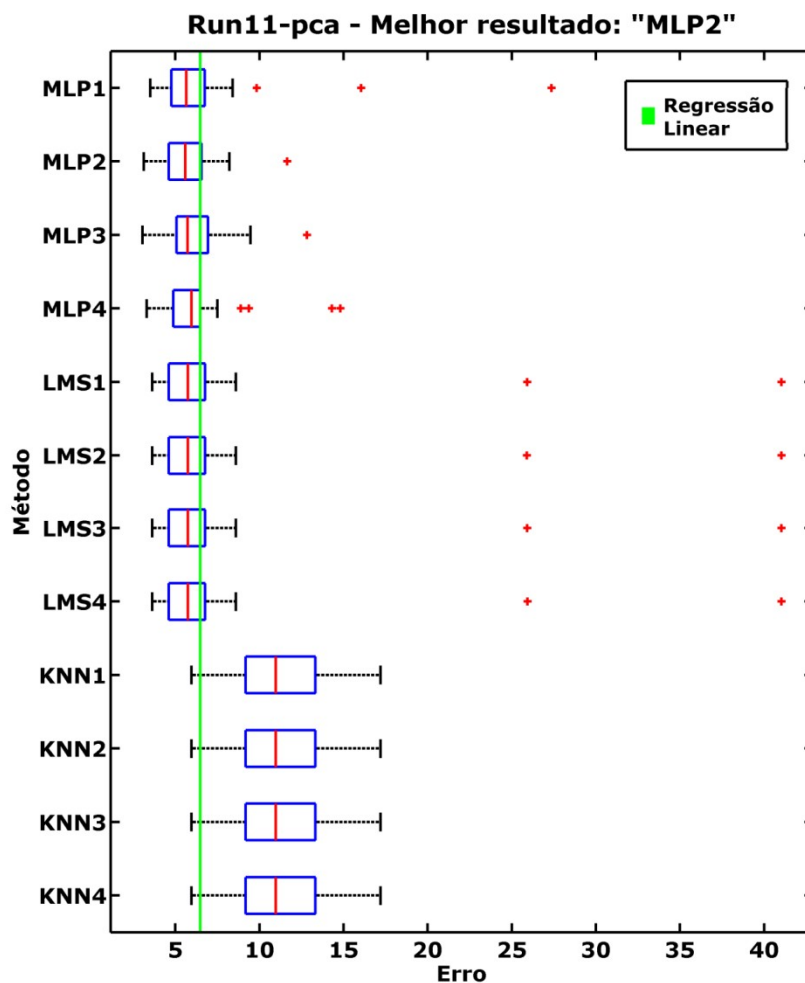 Run11-pca - Melhor resultado: "MLP2"
MLP1
MLP2
MLP3
MLP4
LMS1
LMS2
LMS3
LMS4
KNN1
KNN2
KNN3
KNN4
Método
Regressão
Linear
5 10 15 20 25 30 35 40
Erro